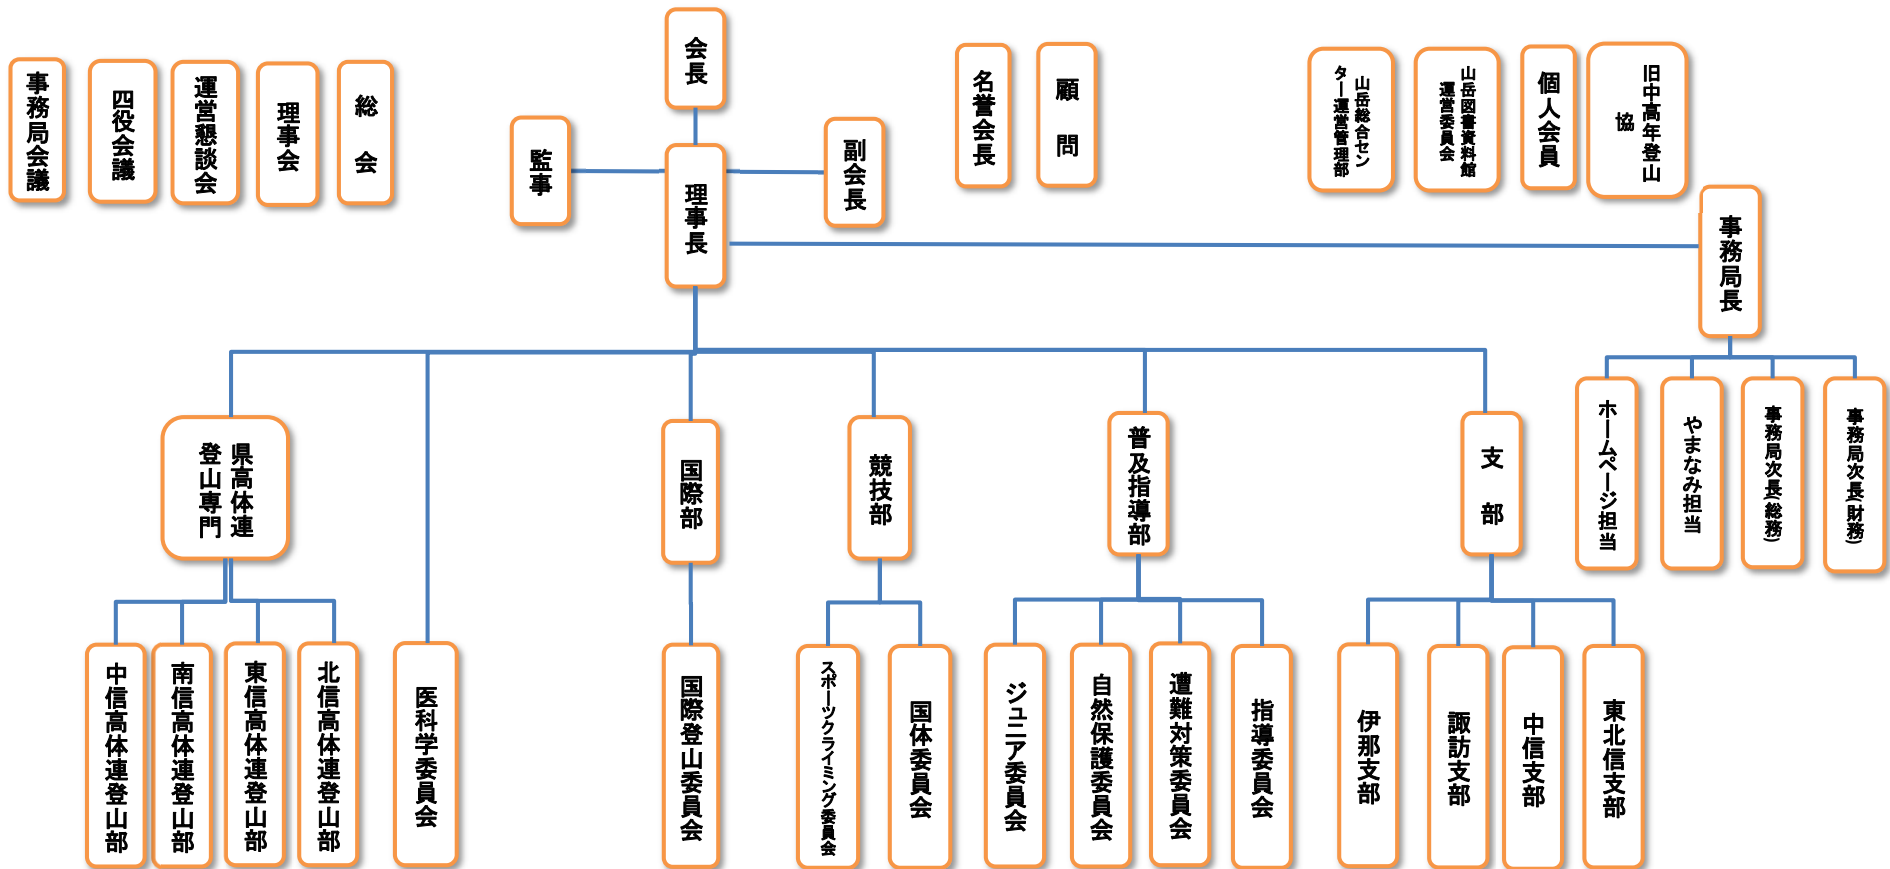 会長
事務局会議
四役会議
運営懇談会
理事会
総会
監事
理事長
副会長
名誉会長
顧問
山岳総合セン
ター運営管理部
山岳図書資料館
運営委員会
個人会員
旧中高年登山
協
事務局長
県高体連
登山専門
国際部
競技部
普及指導部
支部
ホームページ担当
やまなみ担当
事務局次長(総務)
事務局次長(財務)
中信高体連登山部
南信高体連登山部
東信高体連登山部
北信高体連登山部
医科学委員会
国際登山委員会
スポーツクライミング委員会
国体委員会
ジュニア委員会
自然保護委員会
遭難対策委員会
指導委員会
伊那支部
諏訪支部
中信支部
東北信支部